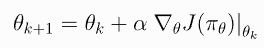 θ_{k+1} = θ_k + α ∇_θ J(π_θ)|_{θ_k}